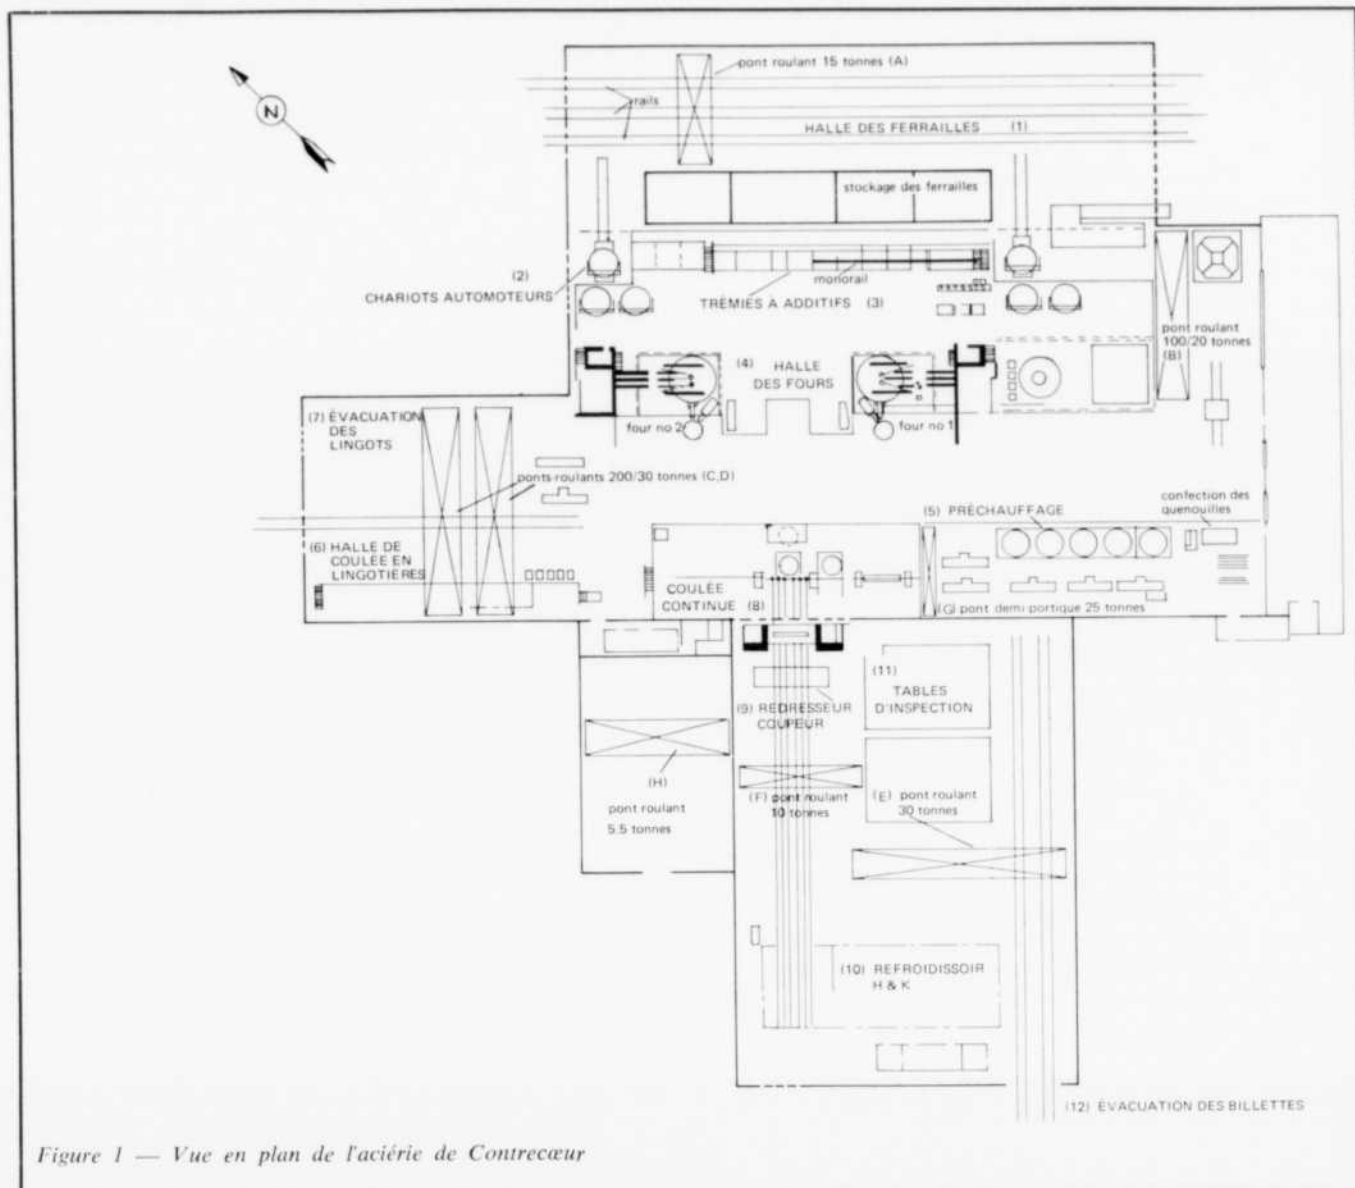 pont roulant 15 tonnes (A)
rails
N
HALLE DES FERRAILLES (1)
stockage des ferrailles
(2)
CHARIOTS AUTOMOTEURS
monorail
TRÉMIES À ADDITIFS (3)
pont roulant
100/20 tonnes
(B)
(4) HALLE
DES FOURS
four no 2
four no 1
(7) ÉVACUATION
DES
LINGOTS
ponts roulants 200/30 tonnes (C,D)
(6) HALLE DE
COULÉE EN
LINGOTIÈRES
(5) PRÉCHAUFFAGE
confection des
quenouilles
COULÉE
CONTINUE (8)
(G) pont demi portique 25 tonnes
(11)
TABLES
D'INSPECTION
(9) REDRESSEUR
COUPEUR
(H)
pont roulant
5.5 tonnes
(F) pont roulant
10 tonnes
(E) pont roulant
30 tonnes
(10) REFROIDISSOIR
H & K
(12) ÉVACUATION DES BILLETTES
Figure 1 — Vue en plan de l'aciérie de Contrecœur